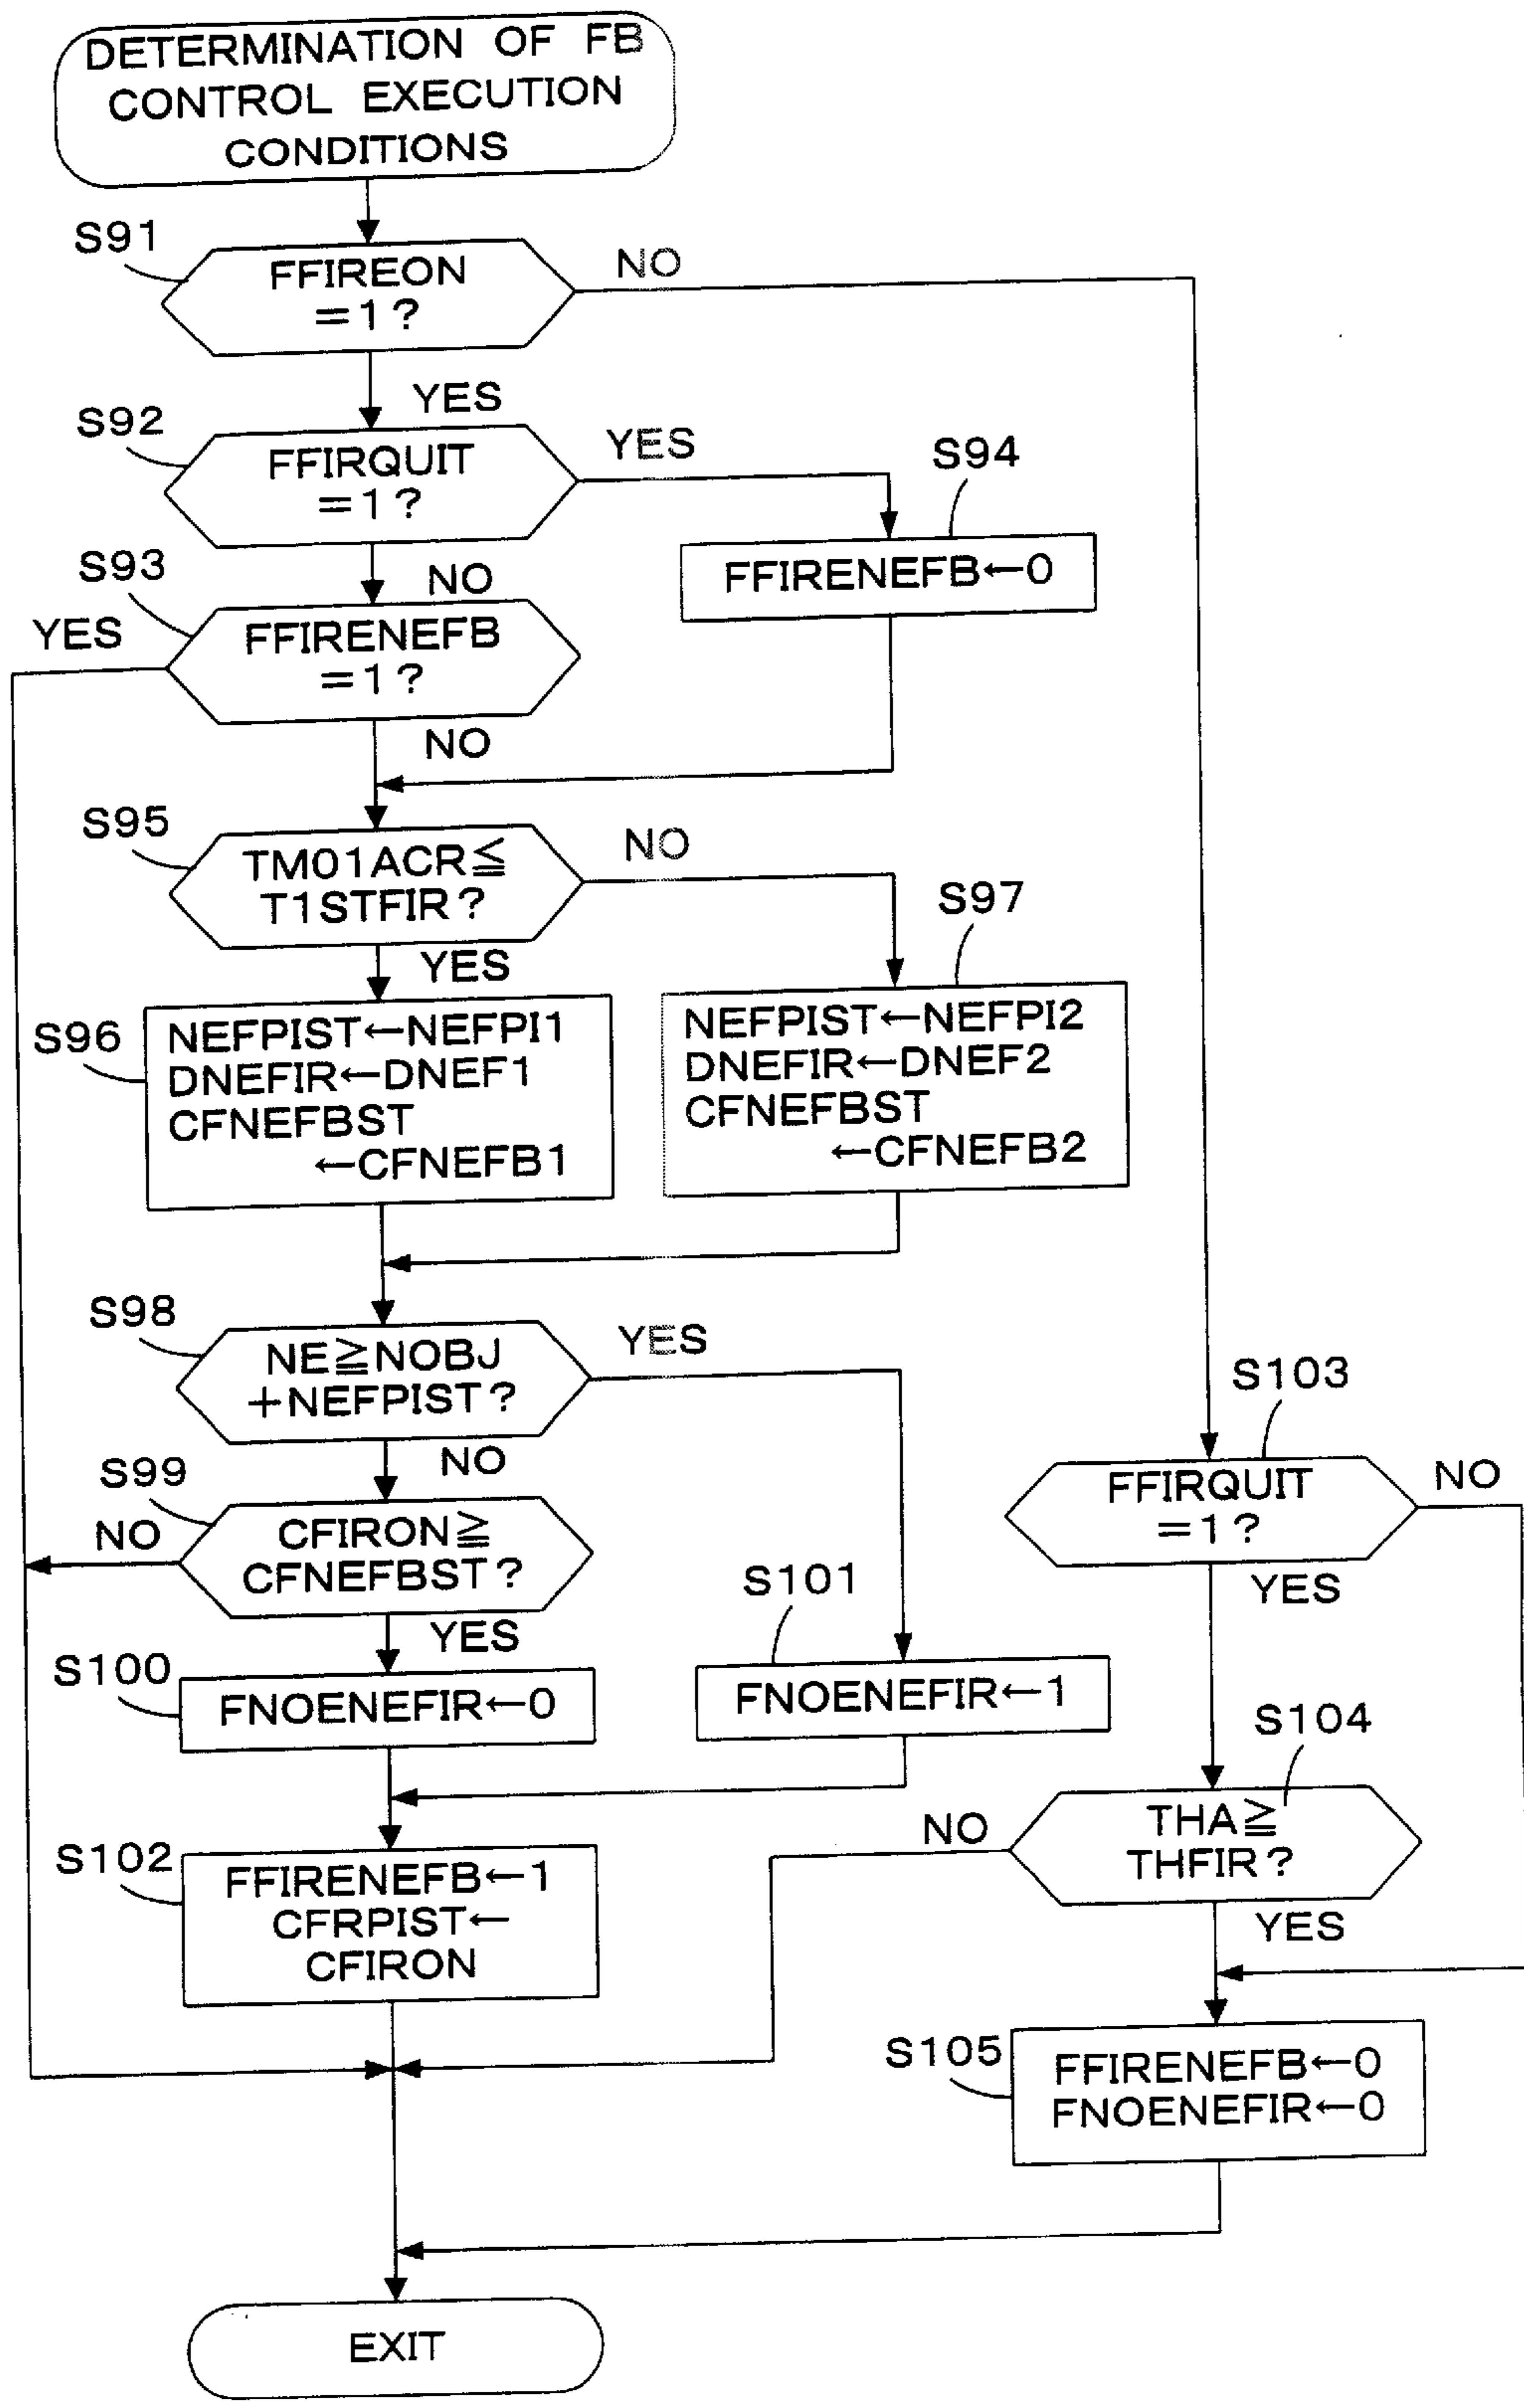 DETERMINATION OF FB
CONTROL EXECUTION
CONDITIONS
S91
FFIREON
=1?
NO
YES
S92
FFIRQUIT
=1?
YES
S94
FFIRENEFB←0
NO
S93
YES
FFIRENEFB
=1?
NO
S95
TM01ACR≦
T1STFIR?
NO
YES
S97
NEFPIST←NEFPI2
DNEFIR←DNEF2
CFNEFBST
←CFNEFB2
S96
NEFPIST←NEFPI1
DNEFIR←DNEF1
CFNEFBST
←CFNEFB1
S98
NE≧NOBJ
+NEFPIST?
YES
NO
S99
NO
CFIRON≧
CFNEFBST?
YES
S101
FNOENEFIR←1
S100
FNOENEFIR←0
S102
FFIRENEFB←1
CFRPIST←
CFIRON
S103
FFIRQUIT
=1?
NO
YES
S104
THA≧
THFIR?
NO
YES
S105
FFIRENEFB←0
FNOENEFIR←0
EXIT